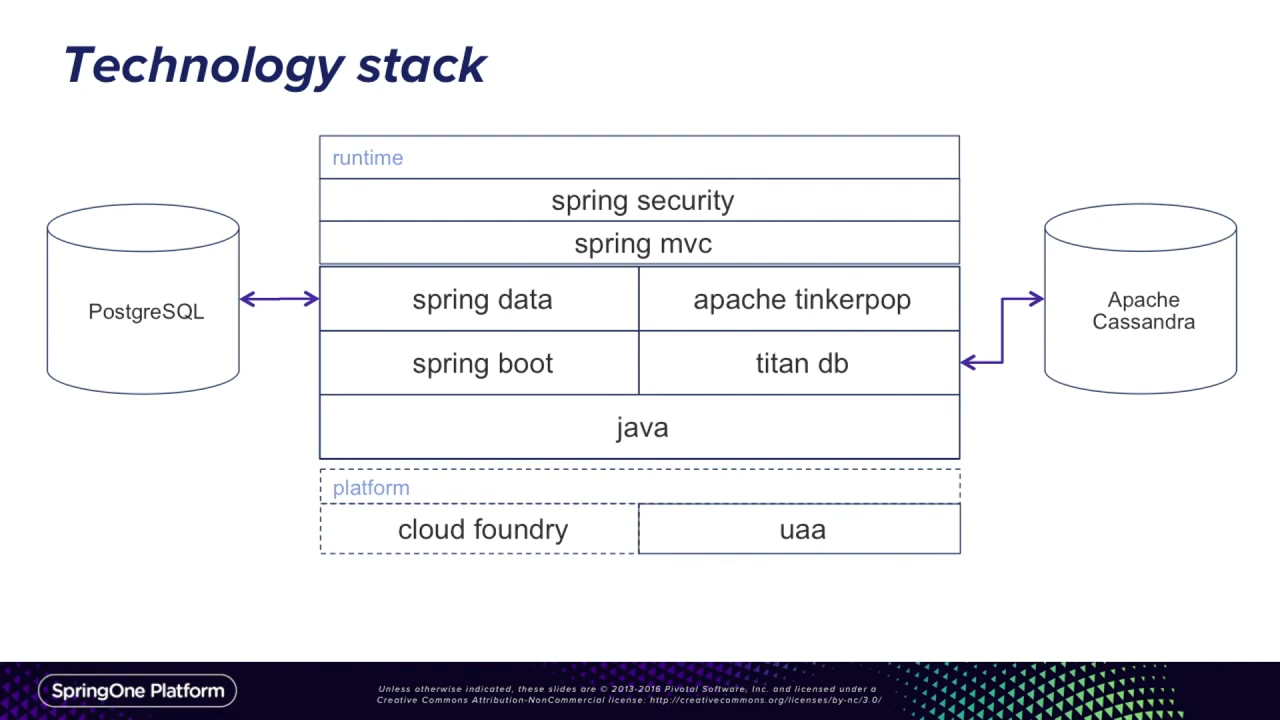 Technology stack
runtime
spring security
spring mvc
PostgreSQL
spring data
apache tinkerpop
Apache
Cassandra
spring boot
titan db
java
platform
cloud foundry
uaa
SpringOne Platform
Unless otherwise indicated, these slides are © 2013-2016 Pivotal Software, Inc. and licensed under a
Creative Commons Attribution-NonCommercial license: http://creativecommons.org/licenses/by-nc/3.0/